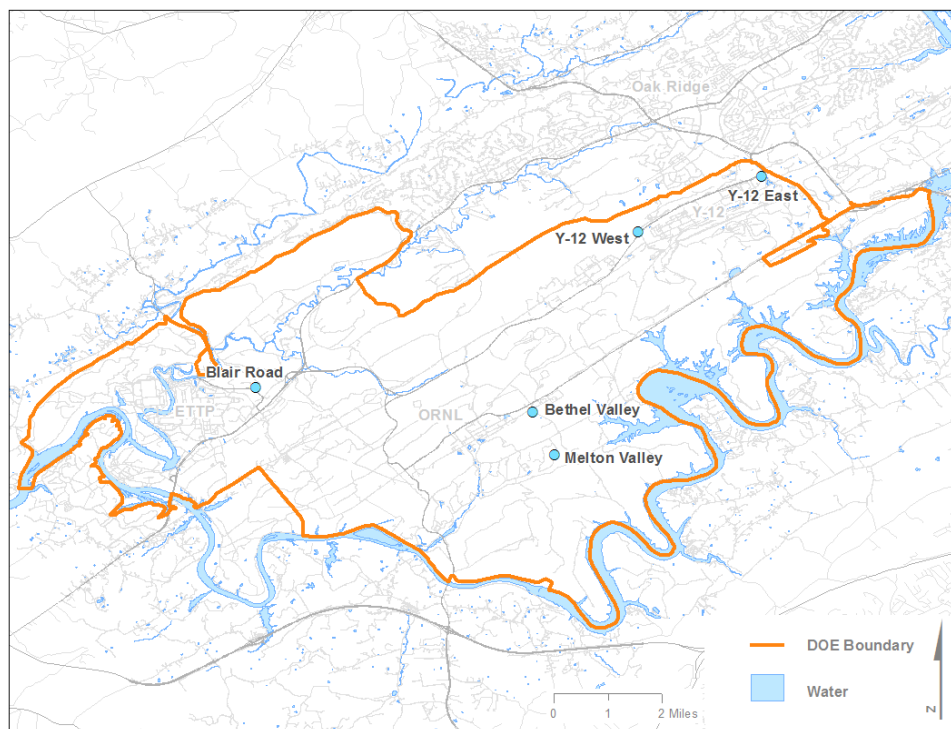 Oak Ridge
Y-12 East
Y-12
Y-12 West
Blair Road
ETTP
ORNL
Bethel Valley
Melton Valley
DOE Boundary
Water
0 1 2 Miles
N